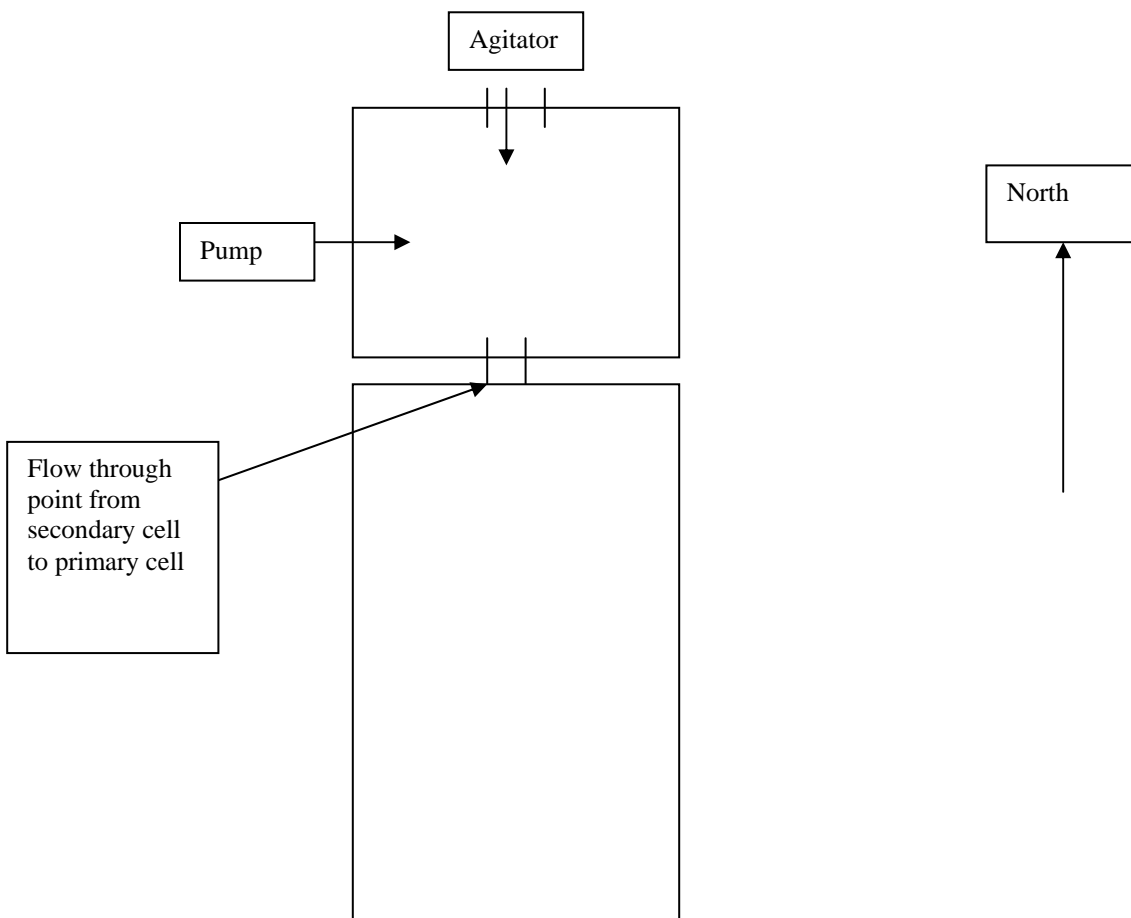 Agitator
North
Pump
Flow through
point from
secondary cell
to primary cell